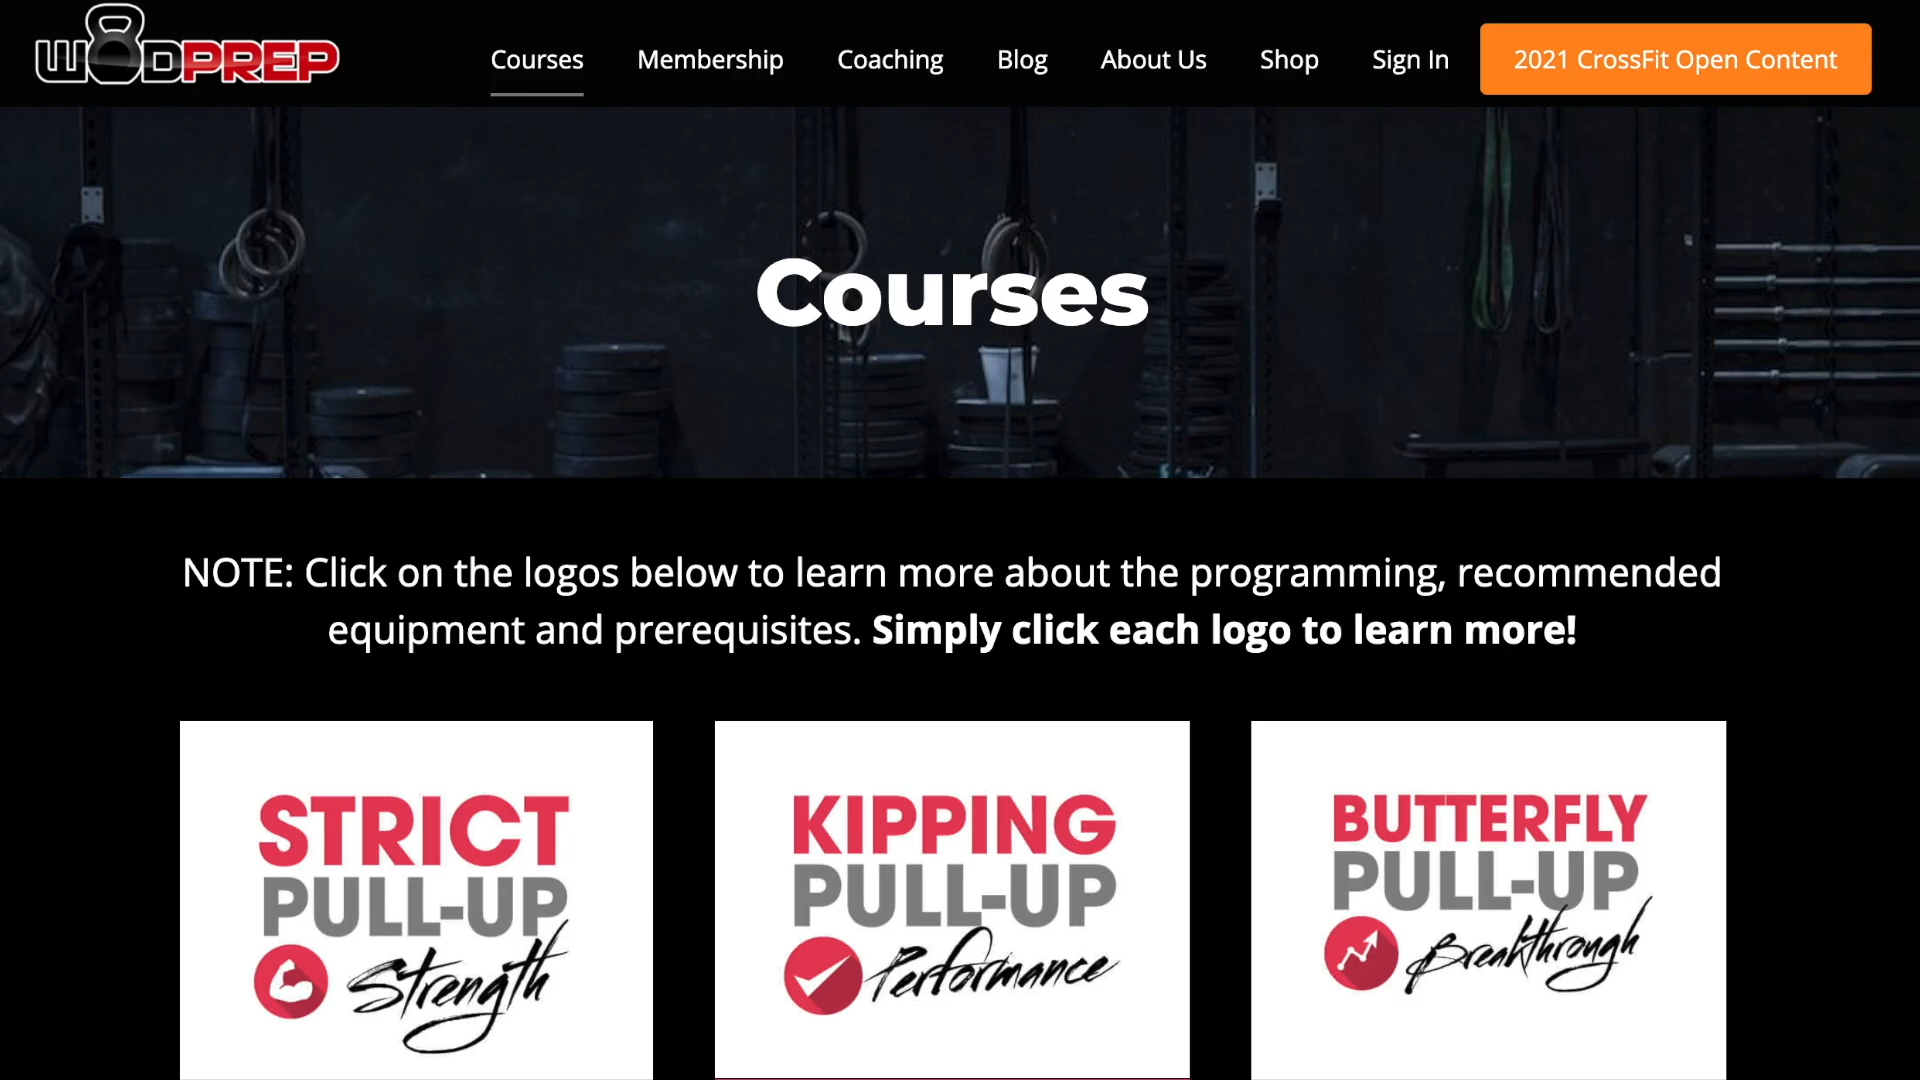 WODPREP
Courses
Membership
Coaching
Blog
About Us
Shop
Sign In
2021 CrossFit Open Content
Courses
NOTE: Click on the logos below to learn more about the programming, recommended
equipment and prerequisites. Simply click each logo to learn more!
STRICT
PULL-UP
Strength
KIPPING
PULL-UP
Performance
BUTTERFLY
PULL-UP
Breakthrough